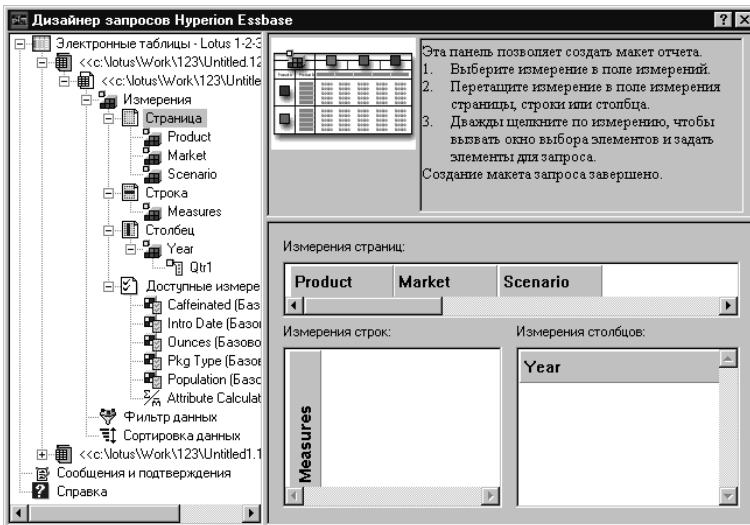 Дизайнер запросов Hyperion Essbase
Электронные таблицы - Lotus 1-2-3
<<c:\lotus\Work\123\Untitled.12
<<c:\lotus\Work\123\Untitle
Измерения
Страница
Product
Market
Scenario
Строка
Measures
Столбец
Year
Qtr1
Доступные измере
Caffeinated (Баз
Intro Date (Базо
Ounces (Базово
Pkg Type (Базов
Population (Базс
Attribute Calculat
Фильтр данных
Сортировка данных
<<c:\lotus\Work\123\Untitled1.1
Сообщения и подтверждения
Справка
Эта панель позволяет создать макет отчета.
1. Выберите измерение в поле измерений.
2. Перетащите измерение в поле измерения
страницы, строки или столбца.
3. Дважды щелкните по измерению, чтобы
вызвать окно выбора элементов и задать
элементы для запроса.
Создание макета запроса завершено.
Измерения страниц:
Product Market Scenario
Измерения строк:
Measures
Измерения столбцов:
Year